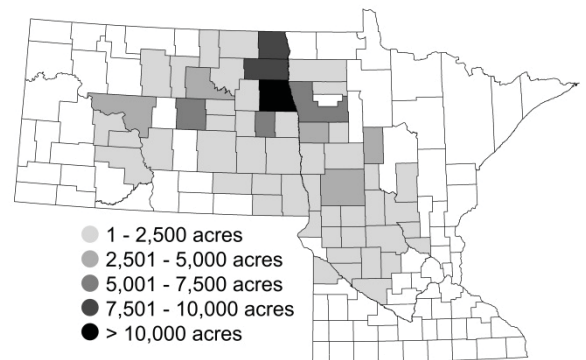 1 - 2,500 acres
2,501 - 5,000 acres
5,001 - 7,500 acres
7,501 - 10,000 acres
> 10,000 acres